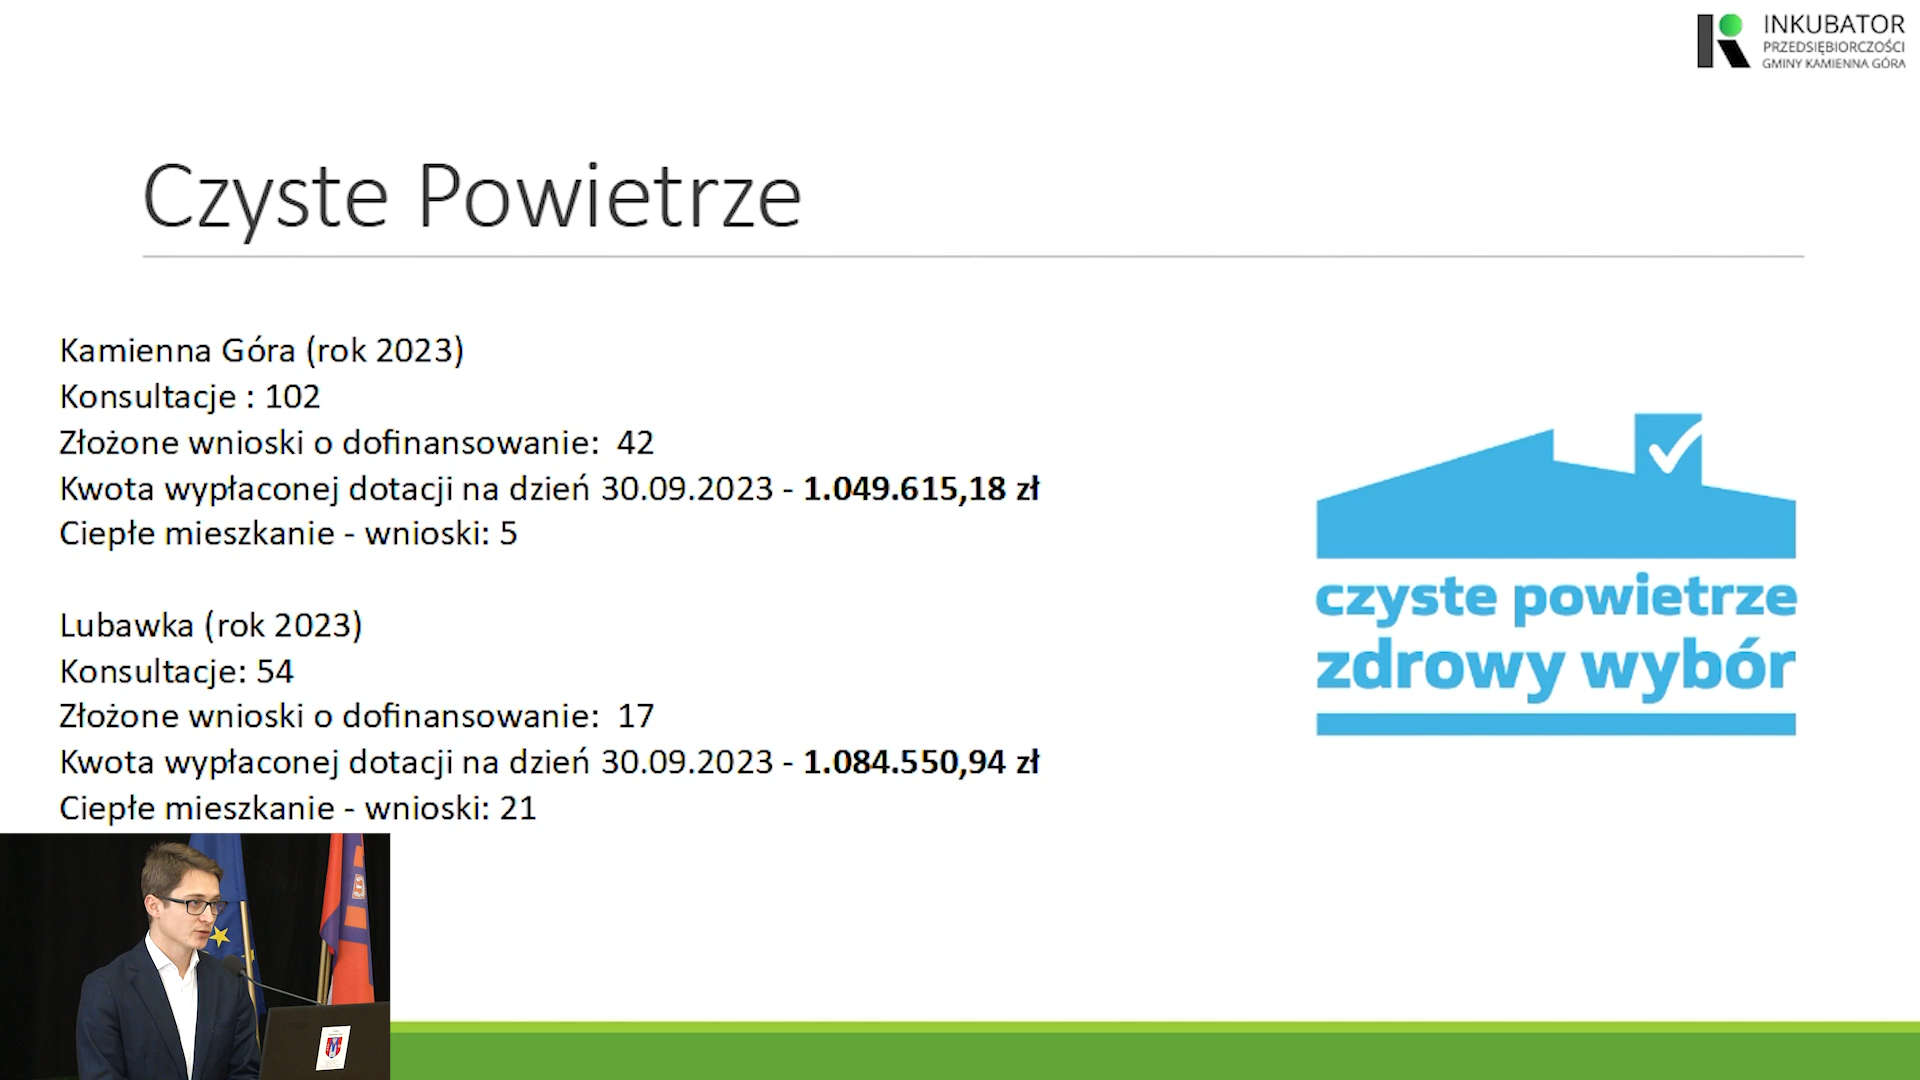 INKUBATOR
PRZEDSIĘBIORCZOŚCI
GMINY KAMIENNA GÓRA
Czyste Powietrze
Kamienna Góra (rok 2023)
Konsultacje : 102
Złożone wnioski o dofinansowanie: 42
Kwota wypłaconej dotacji na dzień 30.09.2023 - 1.049.615,18 zł
Ciepłe mieszkanie - wnioski: 5
Lubawka (rok 2023)
Konsultacje: 54
Złożone wnioski o dofinansowanie: 17
Kwota wypłaconej dotacji na dzień 30.09.2023 - 1.084.550,94 zł
Ciepłe mieszkanie - wnioski: 21
czyste powietrze
zdrowy wybór